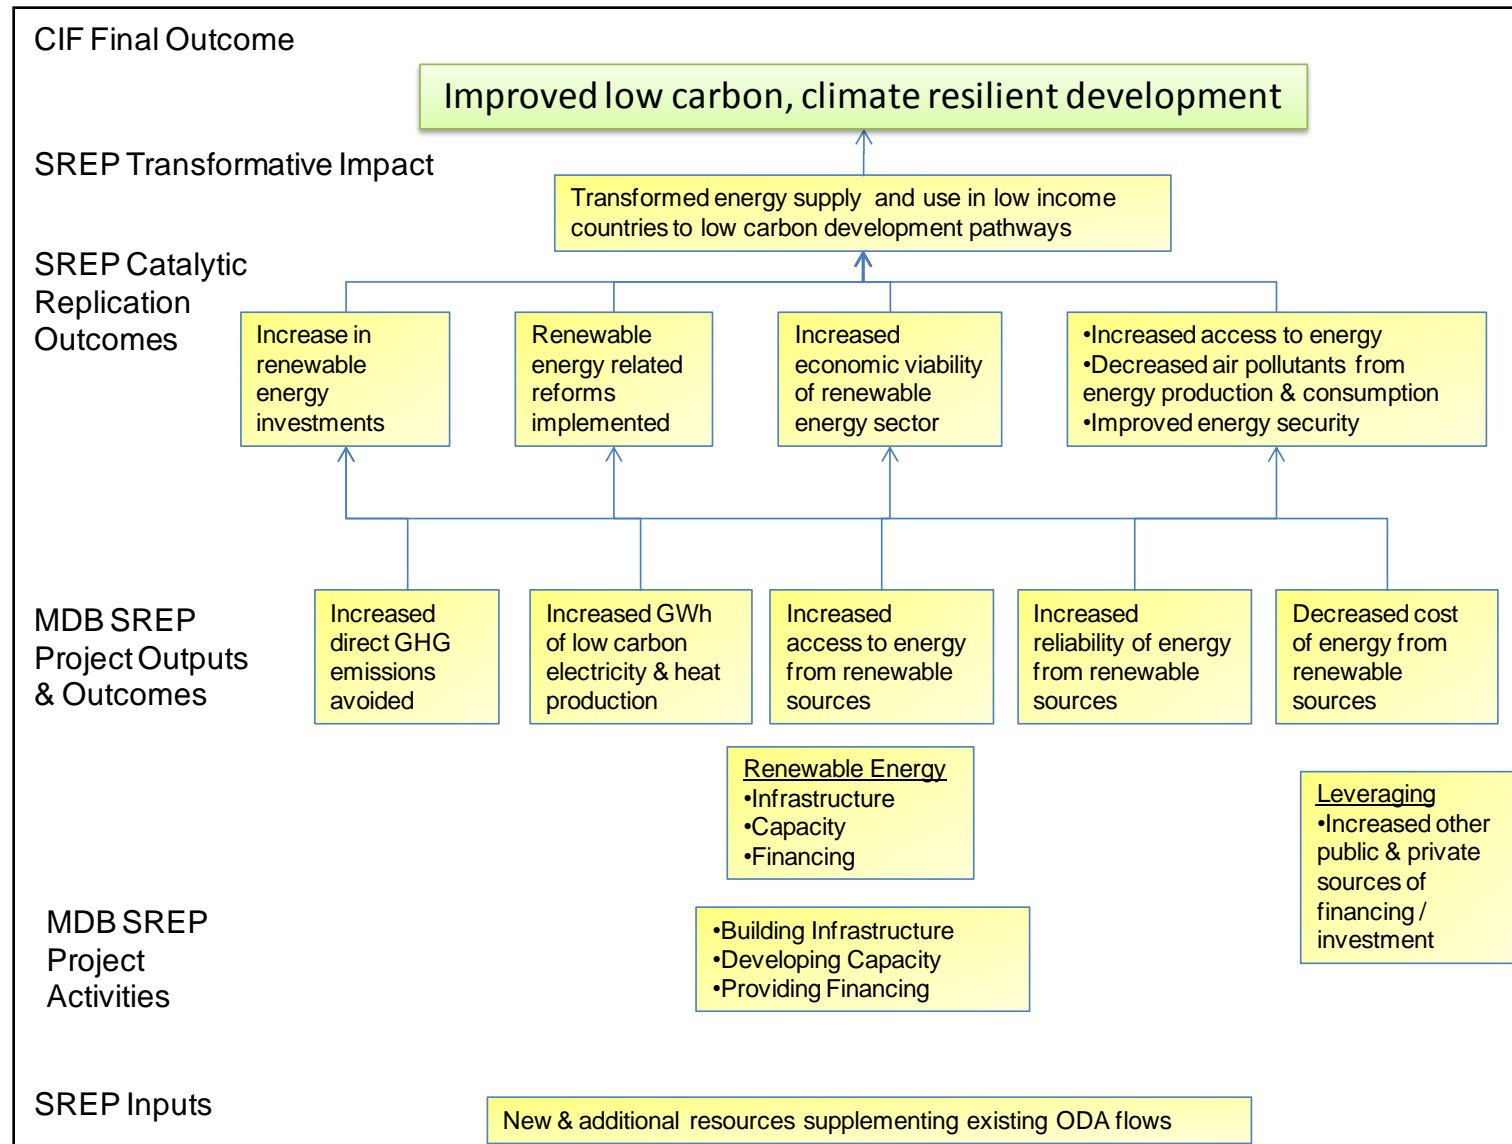 CIF Final Outcome
Improved low carbon, climate resilient development
SREP Transformative Impact
Transformed energy supply and use in low income
countries to low carbon development pathways
SREP Catalytic
Replication
Outcomes
Increase in
renewable
energy
investments
Renewable
energy related
reforms
implemented
Increased
economic viability
of renewable
energy sector
•Increased access to energy
•Decreased air pollutants from
energy production & consumption
•Improved energy security
MDB SREP
Project Outputs
& Outcomes
Increased
direct GHG
emissions
avoided
Increased GWh
of low carbon
electricity & heat
production
Increased
access to energy
from renewable
sources
Increased
reliability of energy
from renewable
sources
Decreased cost
of energy from
renewable
sources
Renewable Energy
•Infrastructure
•Capacity
•Financing
Leveraging
•Increased other
public & private
sources of
financing /
investment
MDB SREP
Project
Activities
•Building Infrastructure
•Developing Capacity
•Providing Financing
SREP Inputs
New & additional resources supplementing existing ODA flows